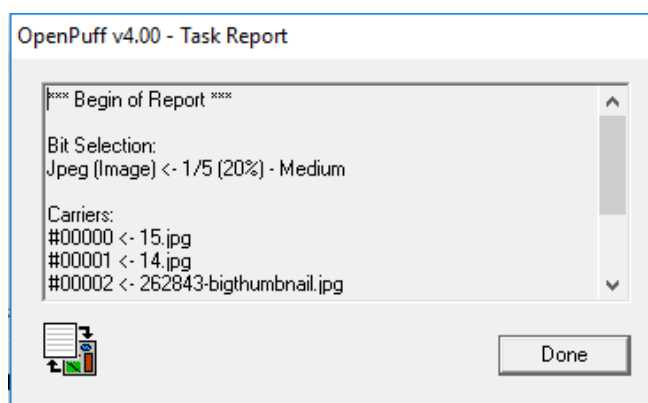 OpenPuff v4.00 - Task Report
*** Begin of Report ***
Bit Selection:
Jpeg (Image) <- 1/5 (20%) - Medium
Carriers:
#00000 <- 15.jpg
#00001 <- 14.jpg
#00002 <- 262843-bigthumbnail.jpg
Done